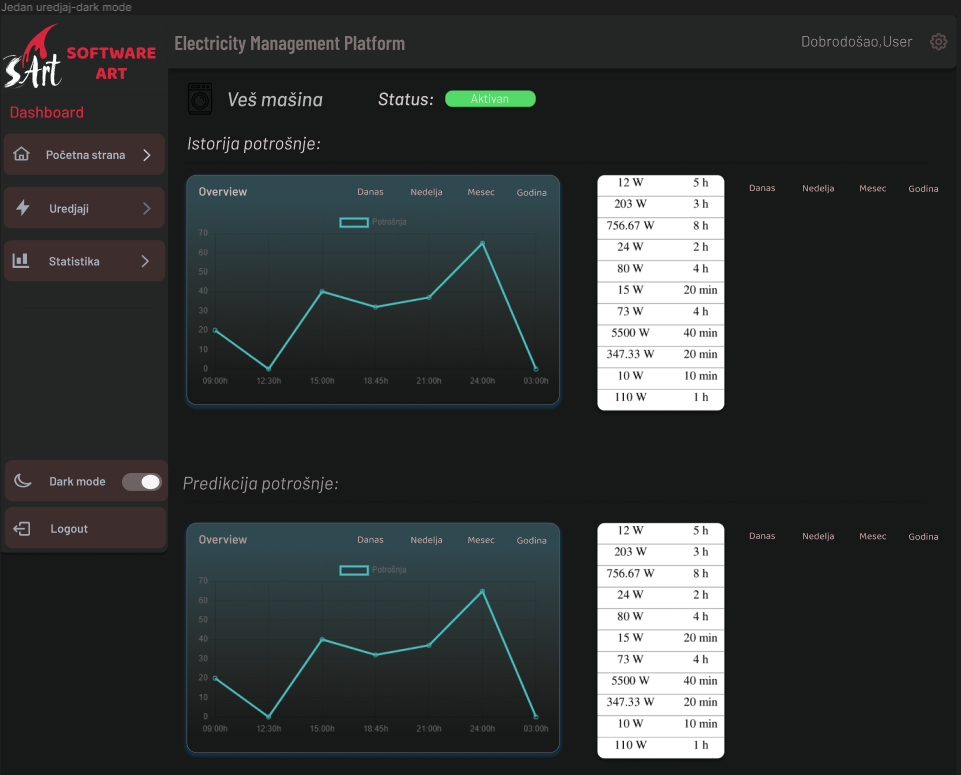 Jedan uredjaj-dark mode
sArt
SOFTWARE
ART
Electricity Management Platform
Dobrodošao,User
Dashboard
Početna strana
Uredjaji
Statistika
Dark mode
Logout
Veš mašina
Status:
Aktivan
Istorija potrošnje:
Overview
Danas Nedelja Mesec Godina
Potrošnja
70
60
50
40
30
20
10
0
09:00h 12:30h 15:00h 18:45h 21:00h 24:00h 03:00h
12 W 5 h
203 W 3 h
756.67 W 8 h
24 W 2 h
80 W 4 h
15 W 20 min
73 W 4 h
5500 W 40 min
347.33 W 20 min
10 W 10 min
110 W 1 h
Danas Nedelja Mesec Godina
Predikcija potrošnje:
Overview
Danas Nedelja Mesec Godina
Potrošnja
70
60
50
40
30
20
10
0
09:00h 12:30h 15:00h 18:45h 21:00h 24:00h 03:00h
12 W 5 h
203 W 3 h
756.67 W 8 h
24 W 2 h
80 W 4 h
15 W 20 min
73 W 4 h
5500 W 40 min
347.33 W 20 min
10 W 10 min
110 W 1 h
Danas Nedelja Mesec Godina